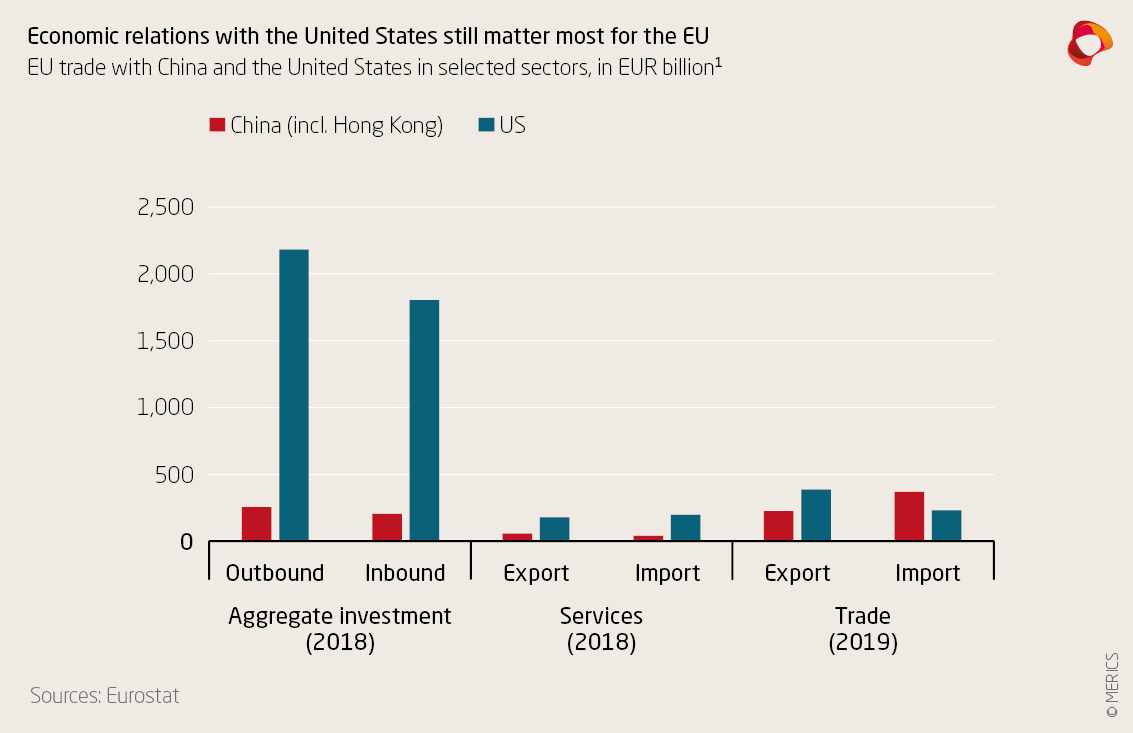 Economic relations with the United States still matter most for the EU
EU trade with China and the United States in selected sectors, in EUR billion¹
China (incl. Hong Kong) US
2,500
2,000
1,500
1,000
500
0
Outbound Inbound Export Import Export Import
Aggregate investment Services Trade
(2018) (2018) (2019)
Sources: Eurostat
© MERICS